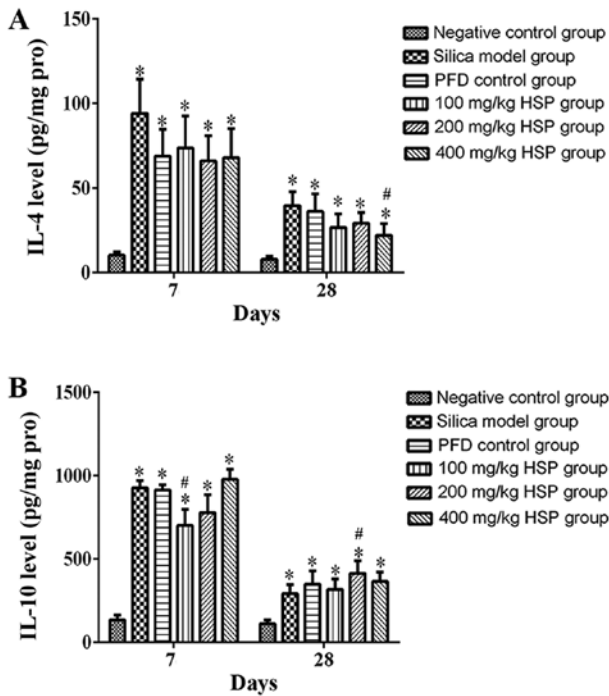 A
IL-4 level (pg/mg pro)
150
100
50
0
* * * * * *
* * * * # *
7 28
Days
Negative control group
Silica model group
PFD control group
100 mg/kg HSP group
200 mg/kg HSP group
400 mg/kg HSP group
B
IL-10 level (pg/mg pro)
1500
1000
500
0
* * # * * *
* * * # * *
7 28
Days
Negative control group
Silica model group
PFD control group
100 mg/kg HSP group
200 mg/kg HSP group
400 mg/kg HSP group